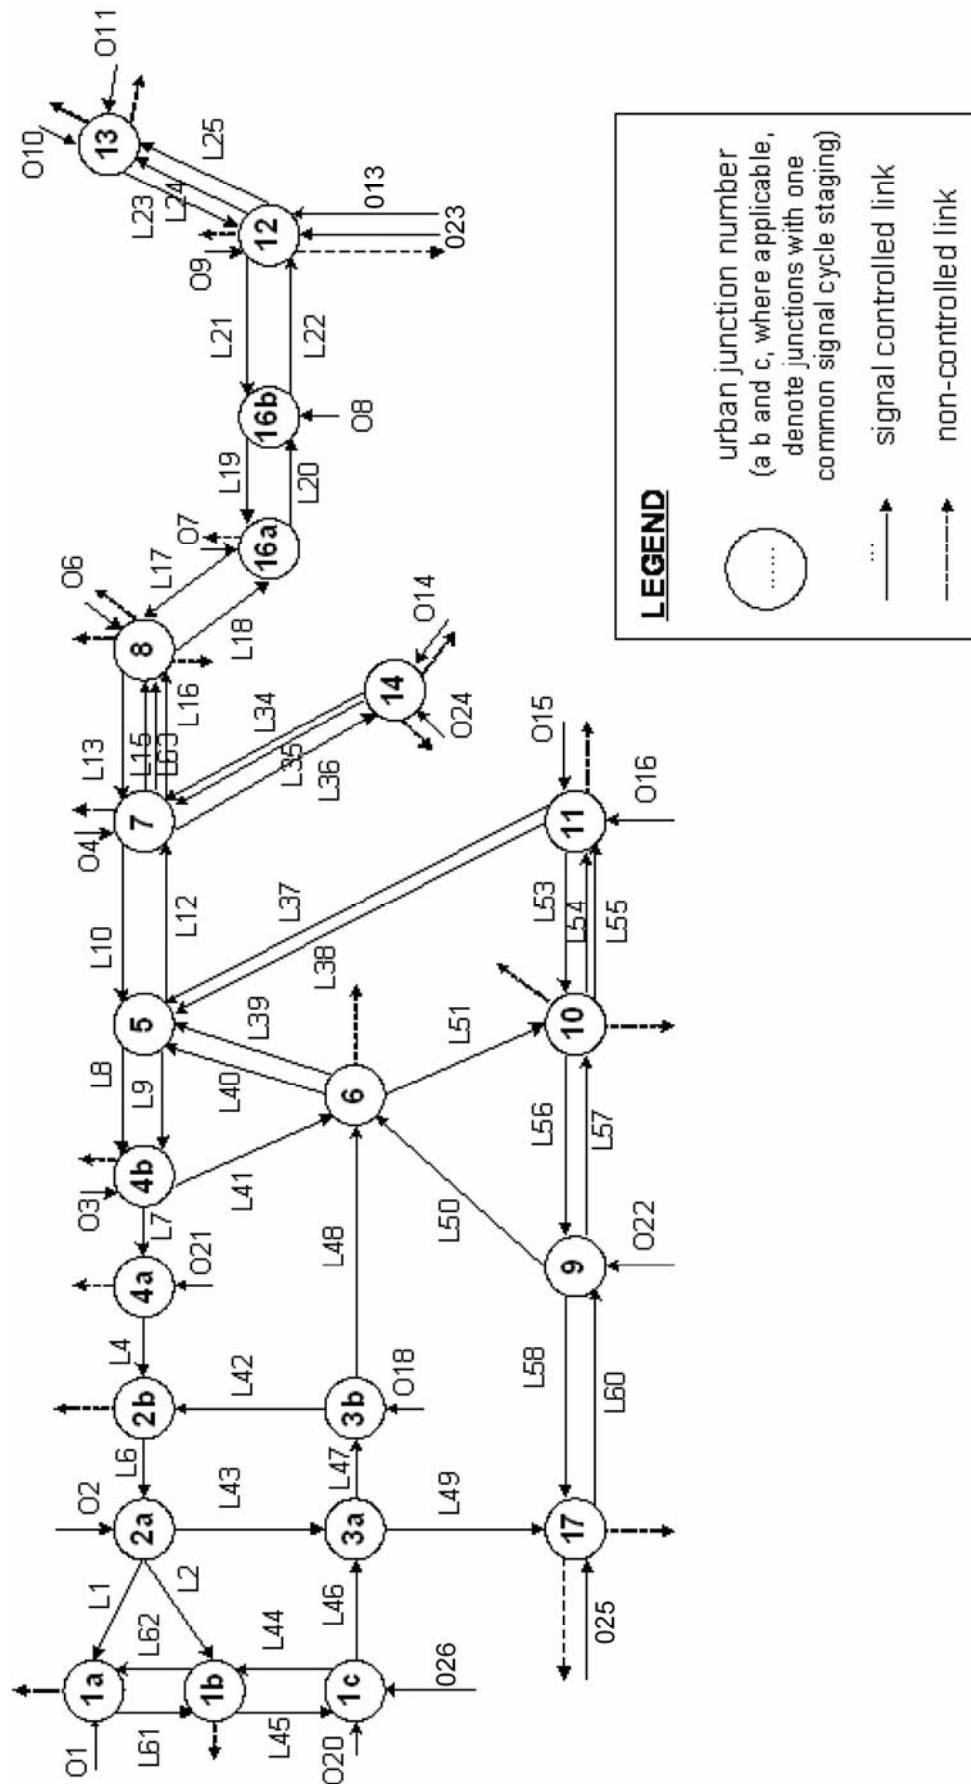 O1
1a
L61
L62
L1
1b
L2
L45
L44
1c
O20
O26
L46
O2
2a
L43
3a
L49
L6
L47
2b
L42
3b
O18
L4
4a
O21
L7
O3
4b
L41
L48
6
L8
L9
5
L40
L39
L38
L37
L10
L12
O4
7
L13
L15
L63
L16
L34
L35
L36
14
O24
O14
8
O6
L17
L18
16a
O7
L19
L20
16b
O8
L21
L22
O9
12
O13
O23
L23
L24
L25
13
O10
O11
17
O25
L58
L60
9
O22
L50
L51
L56
L57
10
L53
L54
L55
11
O15
O16
LEGEND
urban junction number
(a b and c, where applicable,
denote junctions with one
common signal cycle staging)
signal controlled link
non-controlled link